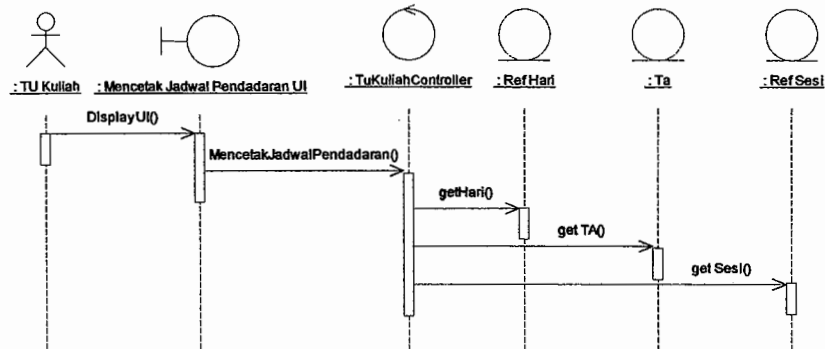 : TU Kuliah
: Mencetak Jadwal Pendadaran UI
: TuKuliahController
: Ref Hari
: Ta
: Ref Sesi
DisplayUI()
MencetakJadwalPendadaran()
getHari()
get TA()
get Sesi()